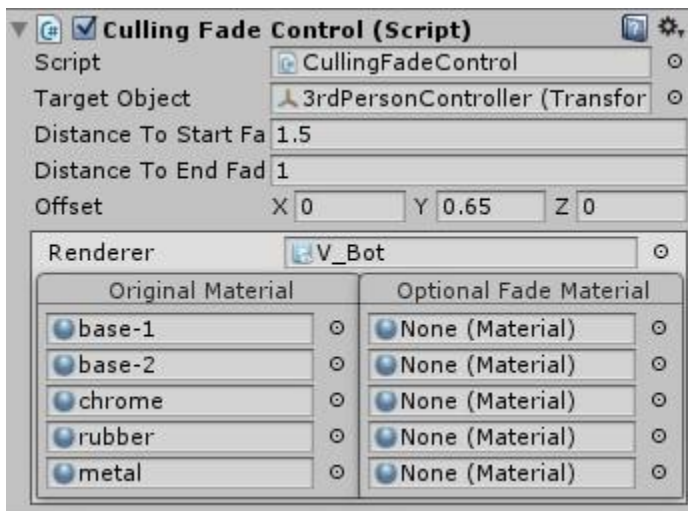 Culling Fade Control (Script)
Script CullingFadeControl
Target Object 3rdPersonController (Transfor
Distance To Start Fa 1.5
Distance To End Fad 1
Offset X 0 Y 0.65 Z 0
Renderer V_Bot
Original Material Optional Fade Material
base-1 None (Material)
base-2 None (Material)
chrome None (Material)
rubber None (Material)
metal None (Material)